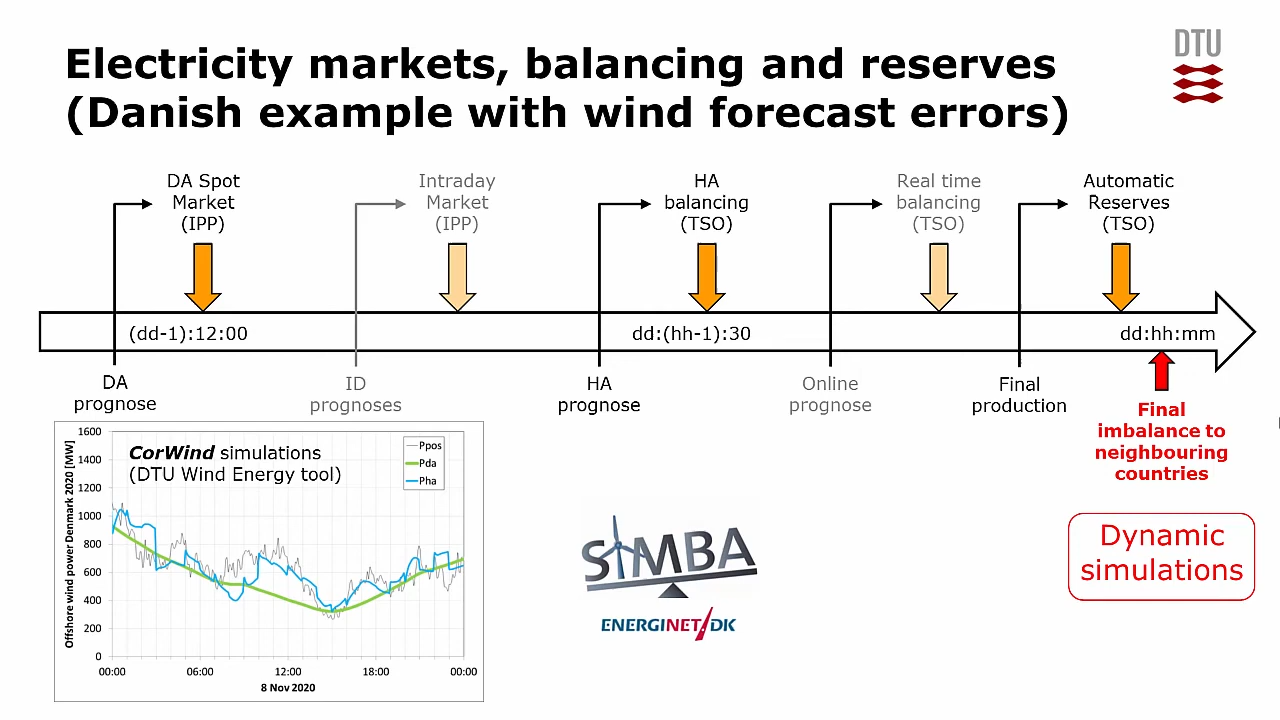 Electricity markets, balancing and reserves
(Danish example with wind forecast errors)
DTU
DA Spot
Market
(IPP)
Intraday
Market
(IPP)
HA
balancing
(TSO)
Real time
balancing
(TSO)
Automatic
Reserves
(TSO)
(dd-1):12:00
dd:(hh-1):30
dd:hh:mm
DA
prognose
ID
prognoses
HA
prognose
Online
prognose
Final
production
Final
imbalance to
neighbouring
countries
Dynamic
simulations
CorWind simulations
(DTU Wind Energy tool)
Ppos
Pda
Pha
Offshore wind power Denmark 2020 [MW]
1600
1400
1200
1000
800
600
400
200
0
00:00 06:00 12:00 18:00 00:00
8 Nov 2020
SIMBA
ENERGINET/DK